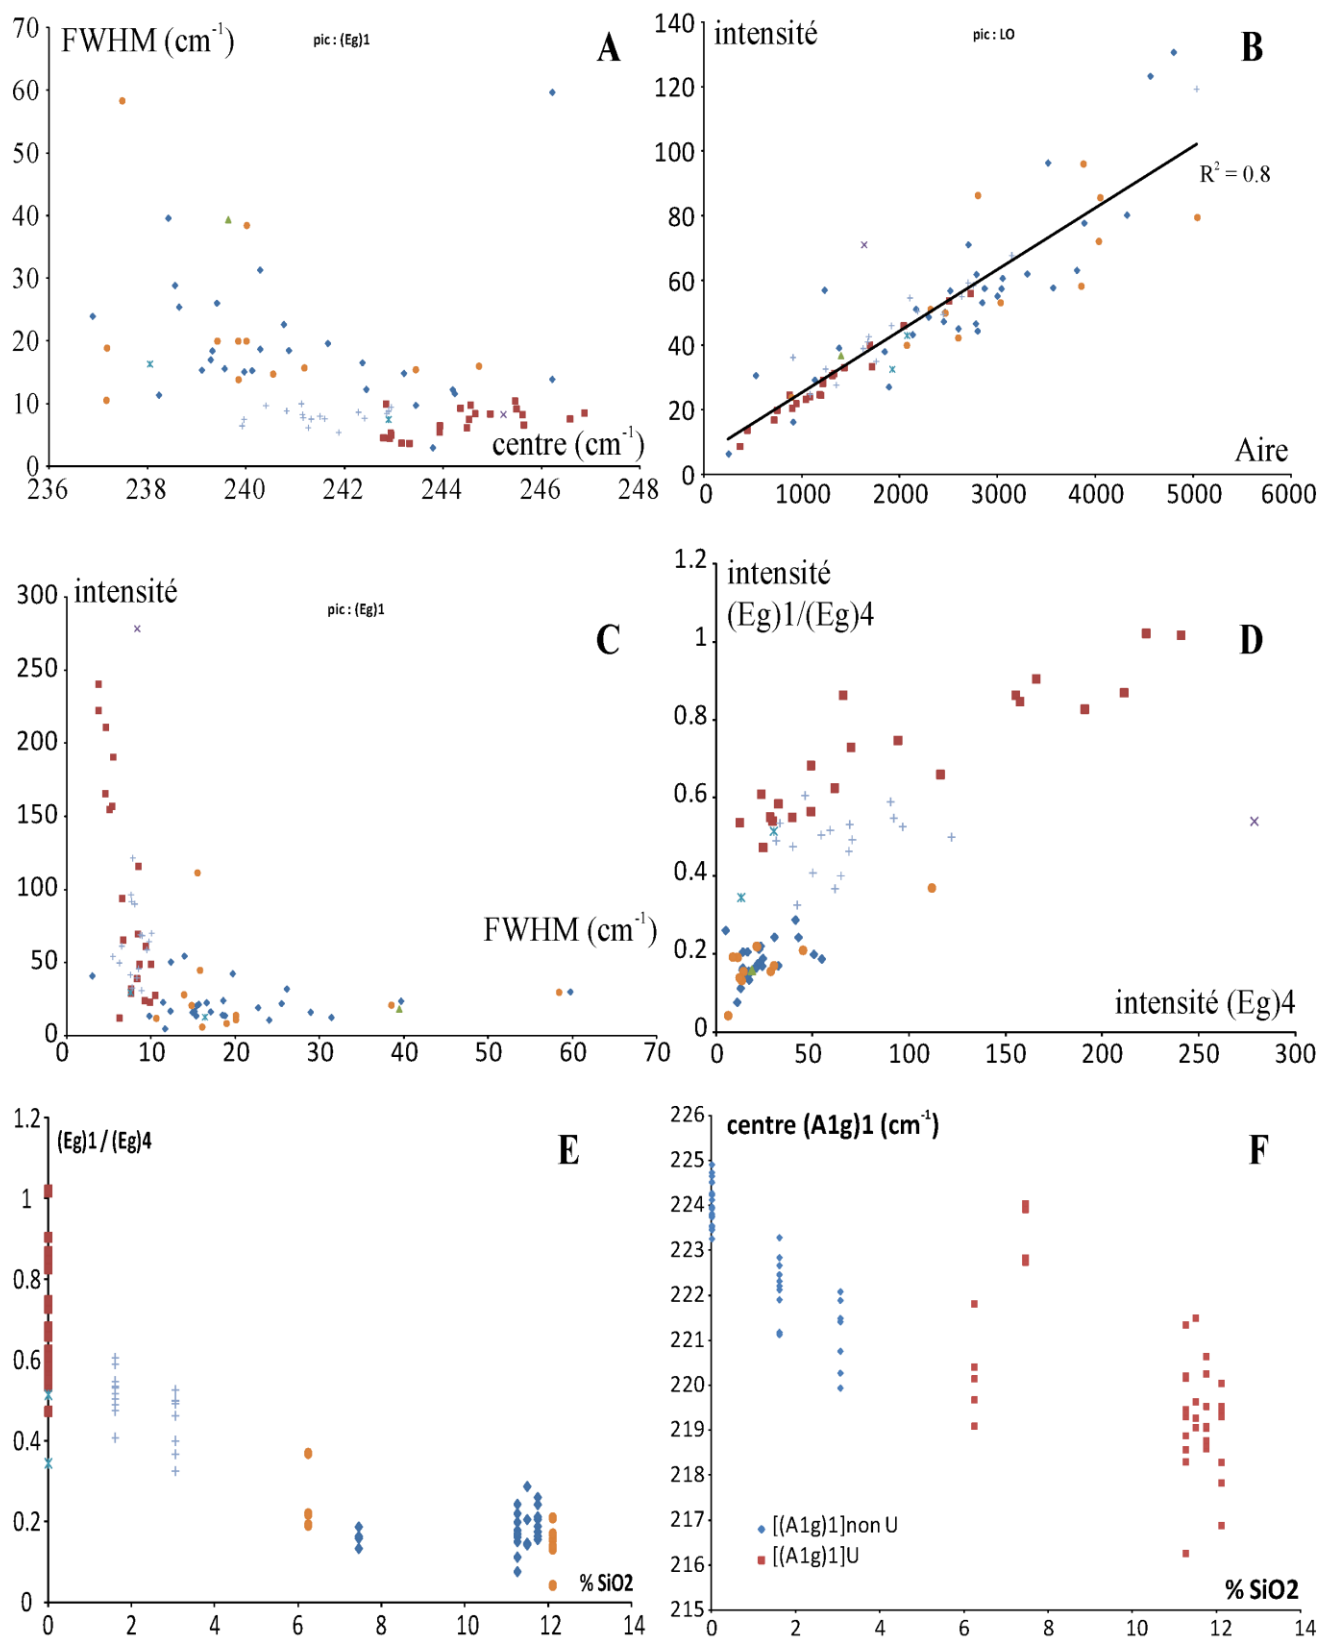 FWHM (cm-1)
pic : (Eg)1
A
70
60
50
40
30
20
10
0
centre (cm-1)
236 238 240 242 244 246 248
intensité
pic : LO
B
140
120
100
80
60
40
20
0
R2 = 0.8
Aire
0 1000 2000 3000 4000 5000 6000
intensité
pic : (Eg)1
C
300
250
200
150
100
50
0
FWHM (cm-1)
0 10 20 30 40 50 60 70
intensité
(Eg)1/(Eg)4
D
1.2
1
0.8
0.6
0.4
0.2
0
intensité (Eg)4
0 50 100 150 200 250 300
(Eg)1 / (Eg)4
E
1.2
1
0.8
0.6
0.4
0.2
0
% SiO2
0 2 4 6 8 10 12 14
centre (A1g)1 (cm-1)
F
226
225
224
223
222
221
220
219
218
217
216
215
[(A1g)1]non U
[(A1g)1]U
% SiO2
0 2 4 6 8 10 12 14